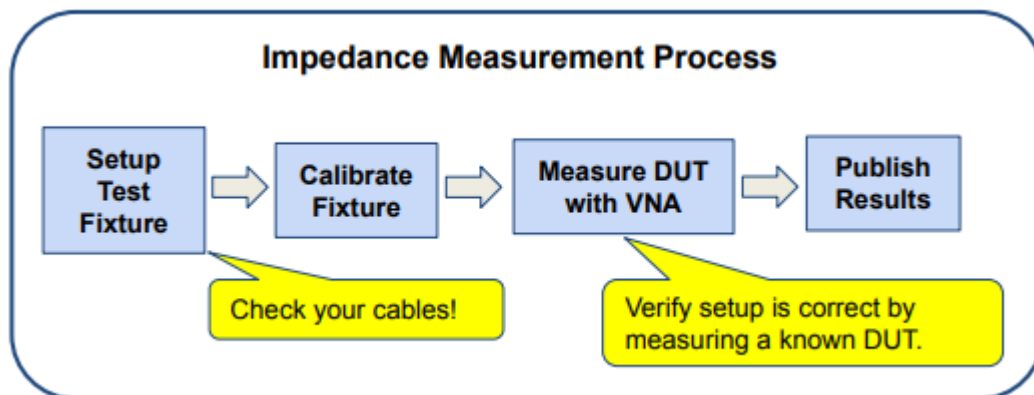 Impedance Measurement Process
Setup
Test
Fixture
Calibrate
Fixture
Measure DUT
with VNA
Publish
Results
Check your cables!
Verify setup is correct by
measuring a known DUT.